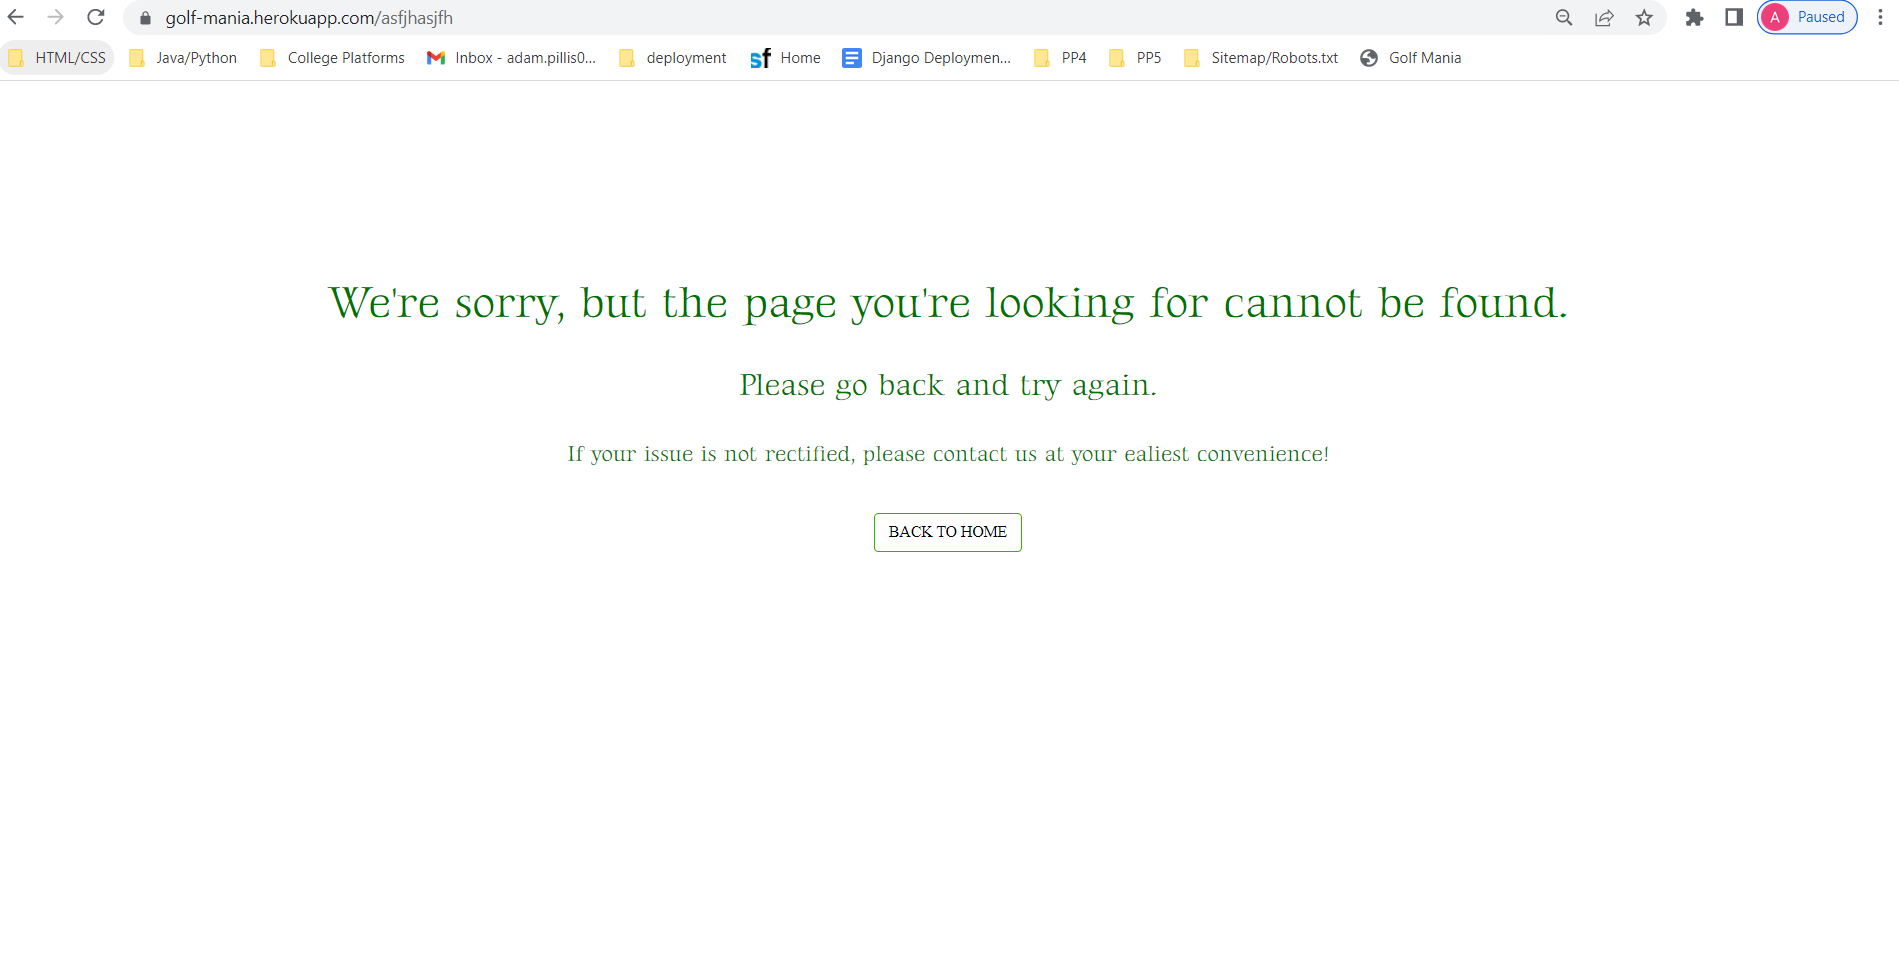 golf-mania.herokuapp.com/asfjhasjfh
A Paused
HTML/CSS Java/Python College Platforms Inbox - adam.pillis0... deployment sf Home Django Deploymen... PP4 PP5 Sitemap/Robots.txt Golf Mania
We're sorry, but the page you're looking for cannot be found.
Please go back and try again.
If your issue is not rectified, please contact us at your ealiest convenience!
BACK TO HOME